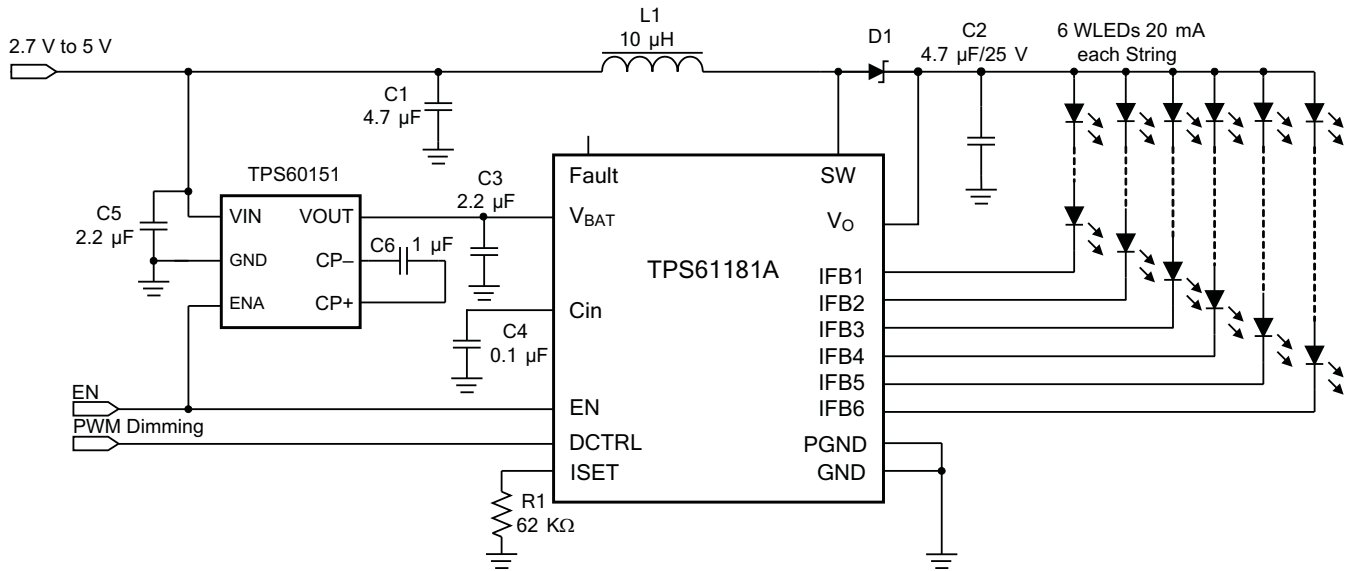 L1
10 µH
D1
C2
4.7 µF/25 V
6 WLEDs 20 mA
each String
2.7 V to 5 V
C1
4.7 µF
TPS60151
C5
2.2 µF
VIN
VOUT
GND
CP–
ENA
CP+
C6
1 µF
C3
2.2 µF
C4
0.1 µF
Fault
SW
VBAT
VO
TPS61181A
Cin
IFB1
IFB2
IFB3
IFB4
IFB5
IFB6
EN
EN
PWM Dimming
DCTRL
PGND
ISET
GND
R1
62 KΩ